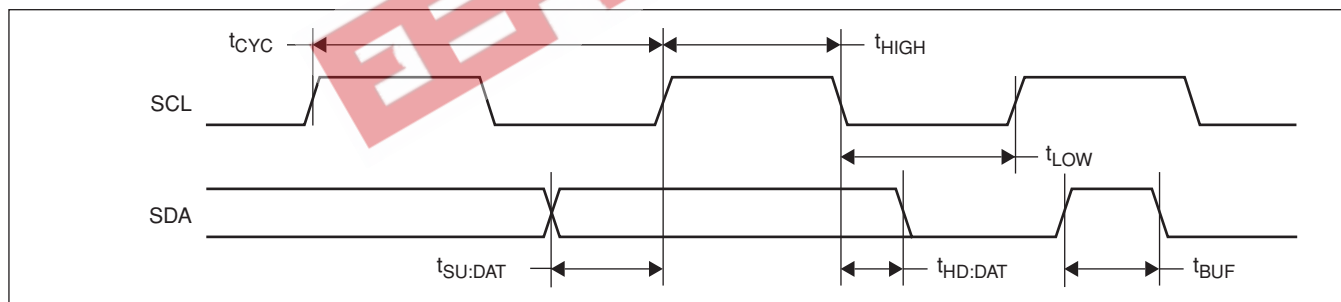 tCYC
tHIGH
SCL
tLOW
SDA
tSU:DAT
tHD:DAT
tBUF